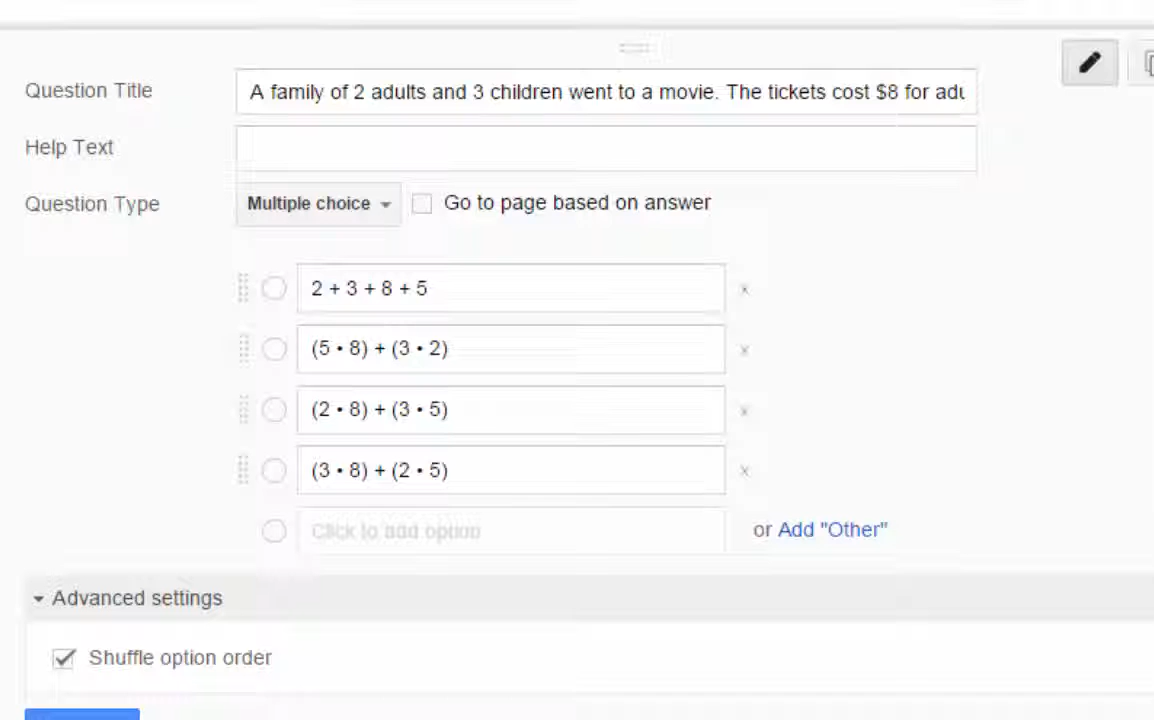 Question Title
A family of 2 adults and 3 children went to a movie. The tickets cost $8 for adu
Help Text
Question Type
Multiple choice
Go to page based on answer
2 + 3 + 8 + 5
x
(5 • 8) + (3 • 2)
x
(2 • 8) + (3 • 5)
x
(3 • 8) + (2 • 5)
x
Click to add option
or Add "Other"
Advanced settings
Shuffle option order